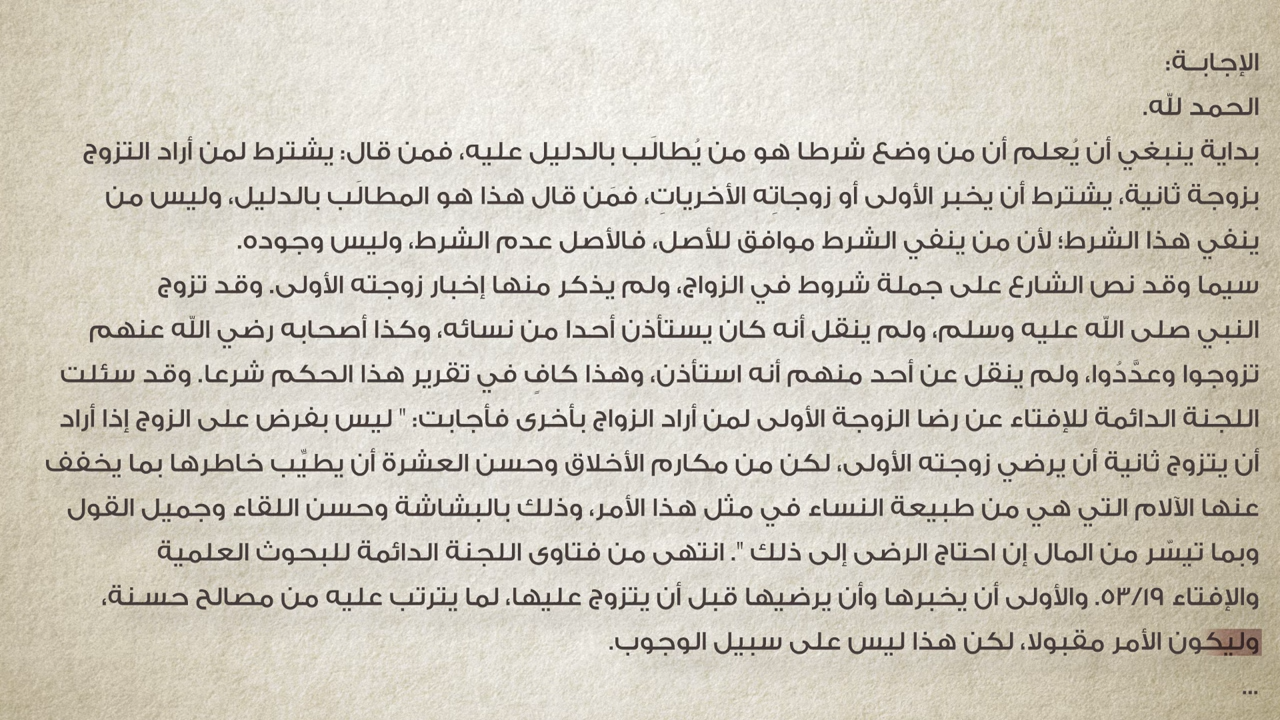 الإجابــة:
الحمد للّه.
بداية ينبغي أن يُعلم أن من وضع شرطا هو من يُطالَب بالدليل عليه، فمن قال: يشترط لمن أراد التزوج
بزوجة ثانية، يشترط أن يخبر الأولى أو زوجاتِه الأخرياتِ، فمَن قال هذا هو المطالَب بالدليل، وليس من
ينفي هذا الشرط؛ لأن من ينفي الشرط موافق للأصل، فالأصل عدم الشرط، وليس وجوده.
سيما وقد نص الشارع على جملة شروط في الزواج، ولم يذكر منها إخبار زوجته الأولى. وقد تزوج
النبي صلى اللّه عليه وسلم، ولم ينقل أنه كان يستأذن أحدا من نسائه، وكذا أصحابه رضي اللّه عنهم
تزوجوا وعدَّدُوا، ولم ينقل عن أحد منهم أنه استأذن، وهذا كافٍ في تقرير هذا الحكم شرعا. وقد سئلت
اللجنة الدائمة للإفتاء عن رضا الزوجة الأولى لمن أراد الزواج بأخرى فأجابت: " ليس بفرض على الزوج إذا أراد
أن يتزوج ثانية أن يرضي زوجته الأولى، لكن من مكارم الأخلاق وحسن العشرة أن يطيِّب خاطرها بما يخفف
عنها الآلام التي هي من طبيعة النساء في مثل هذا الأمر، وذلك بالبشاشة وحسن اللقاء وجميل القول
وبما تيسّر من المال إن احتاج الرضى إلى ذلك ". انتهى من فتاوى اللجنة الدائمة للبحوث العلمية
والإفتاء ٥٣/١٩. والأولى أن يخبرها وأن يرضيها قبل أن يتزوج عليها، لما يترتب عليه من مصالح حسنة،
وليكون الأمر مقبولا، لكن هذا ليس على سبيل الوجوب.
...